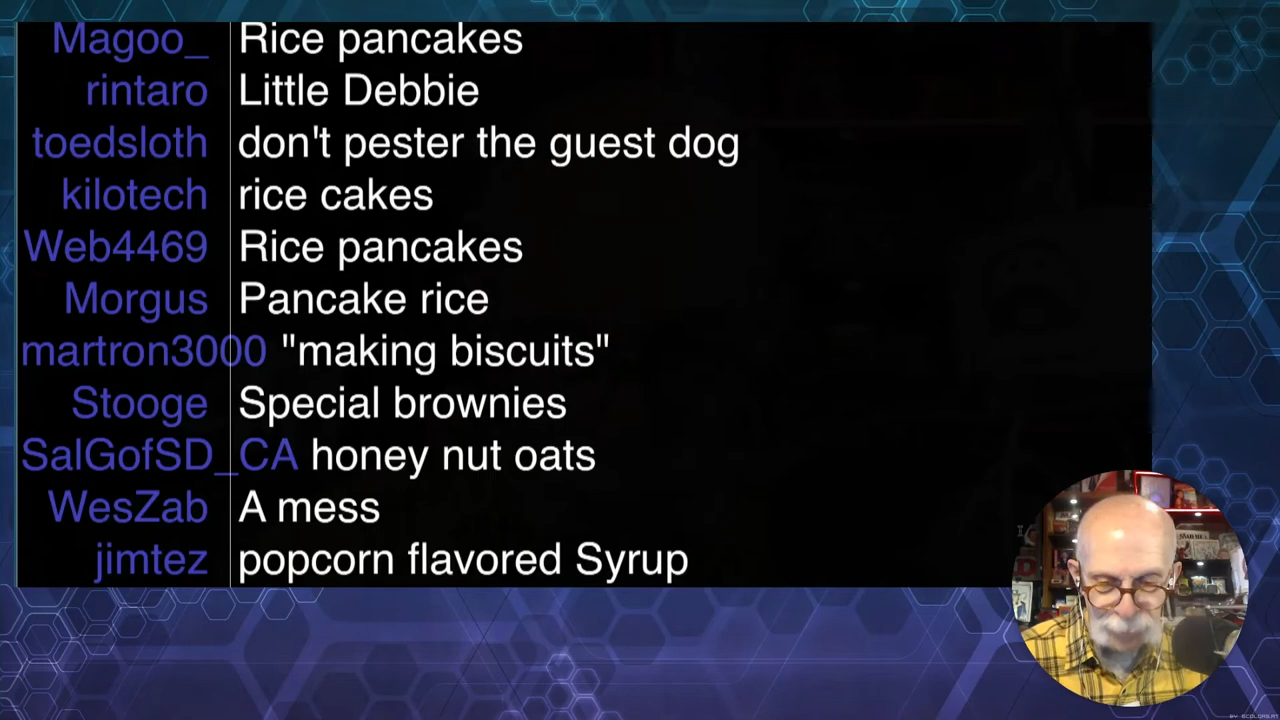 Magoo_ Rice pancakes
rintaro Little Debbie
toedsloth don't pester the guest dog
kilotech rice cakes
Web4469 Rice pancakes
Morgus Pancake rice
martron3000 "making biscuits"
Stooge Special brownies
SalGofSD_CA honey nut oats
WesZab A mess
jimtez popcorn flavored Syrup